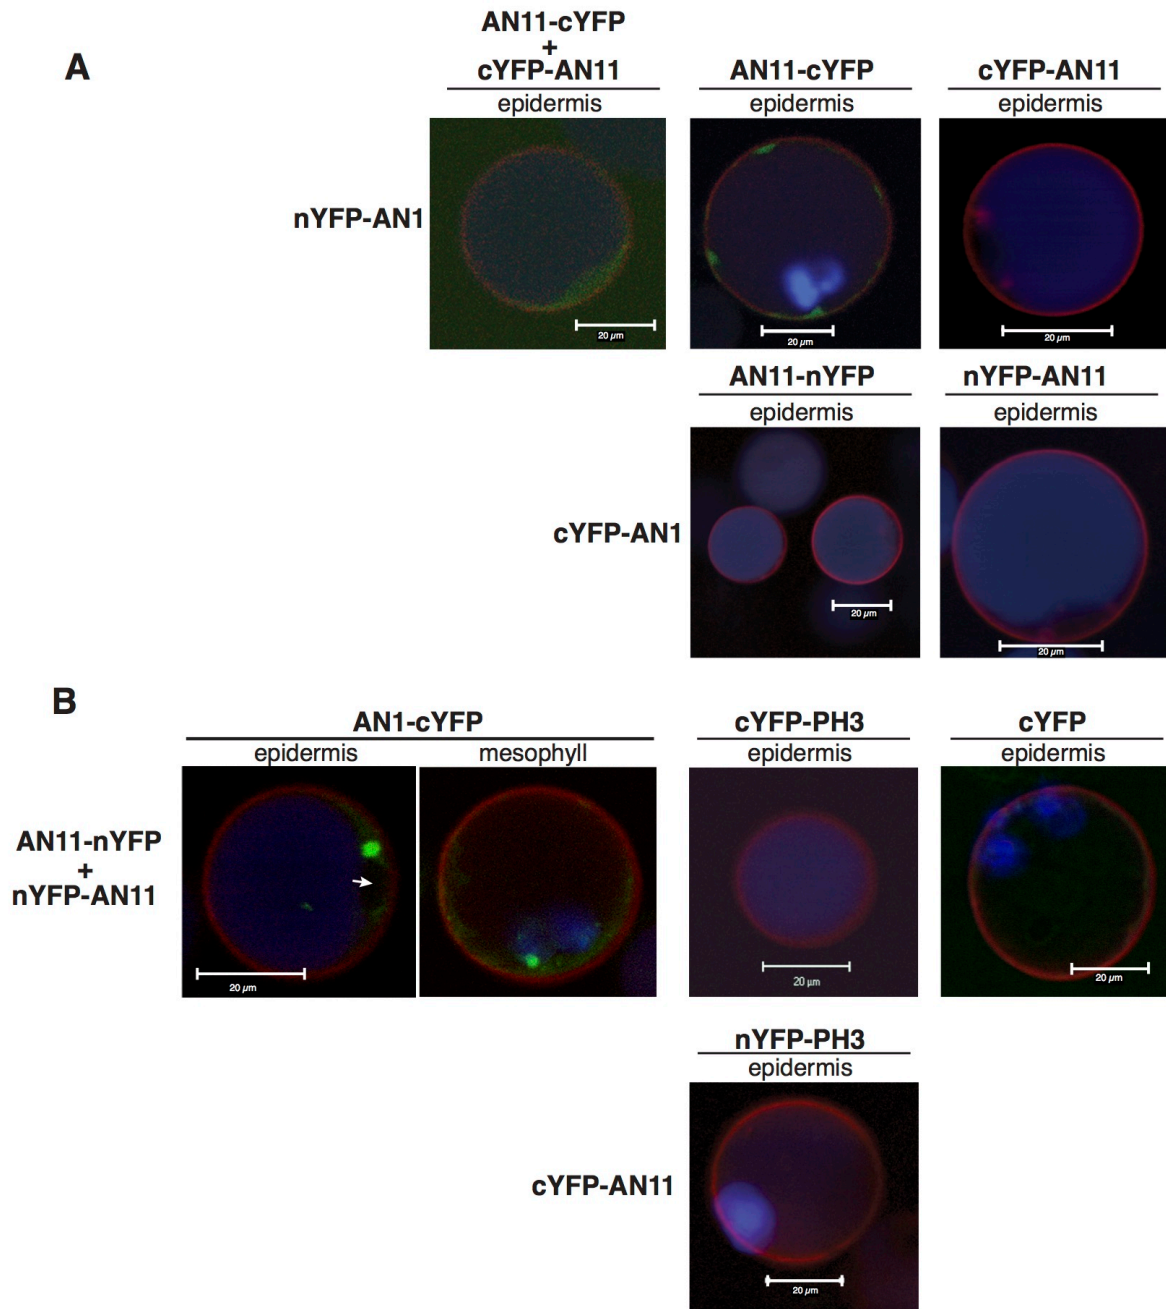 A
AN11-cYFP
+
cYFP-AN11
epidermis
AN11-cYFP
epidermis
cYFP-AN11
epidermis
nYFP-AN1
20 µm
20 µm
20 µm
AN11-nYFP
epidermis
nYFP-AN11
epidermis
cYFP-AN1
20 µm
20 µm
B
AN1-cYFP
epidermis
mesophyll
cYFP-PH3
epidermis
cYFP
epidermis
AN11-nYFP
+
nYFP-AN11
20 µm
20 µm
20 µm
nYFP-PH3
epidermis
cYFP-AN11
20 µm